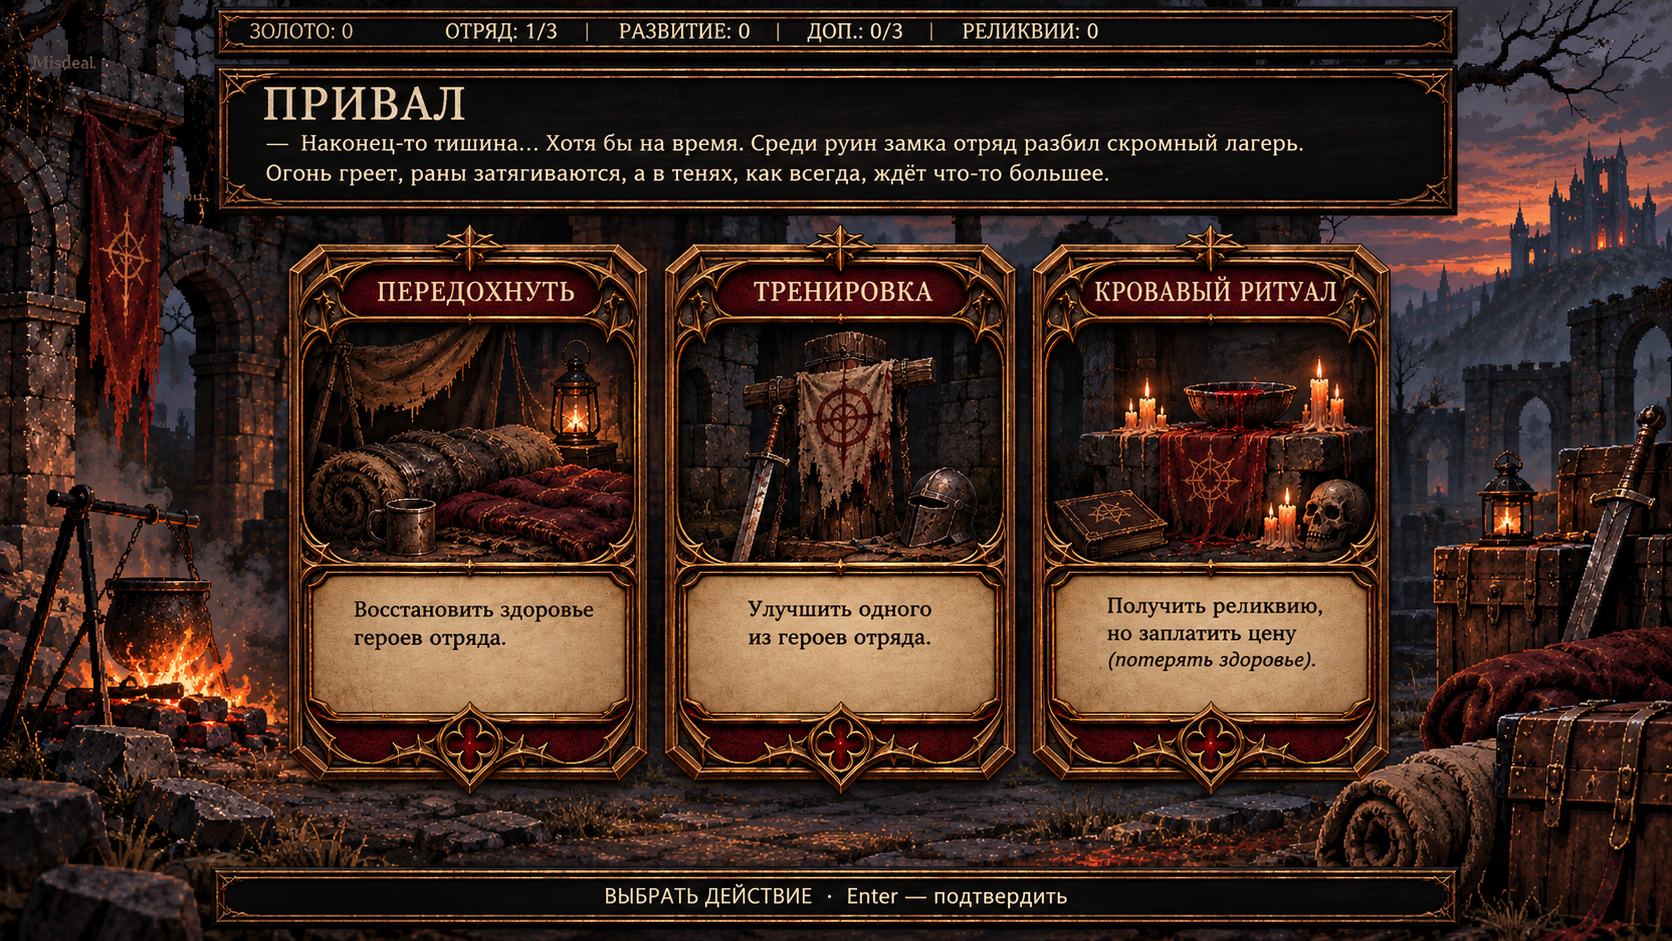 ЗОЛОТО: 0 ОТРЯД: 1/3 | РАЗВИТИЕ: 0 | ДОП.: 0/3 | РЕЛИКВИИ: 0
Misdeal
ПРИВАЛ
— Наконец-то тишина... Хотя бы на время. Среди руин замка отряд разбил скромный лагерь.
Огонь греет, раны затягиваются, а в тенях, как всегда, ждёт что-то большее.
ПЕРЕДОХНУТЬ
Восстановить здоровье
героев отряда.
ТРЕНИРОВКА
Улучшить одного
из героев отряда.
КРОВАВЫЙ РИТУАЛ
Получить реликвию,
но заплатить цену
(потерять здоровье).
ВЫБРАТЬ ДЕЙСТВИЕ · Enter — подтвердить